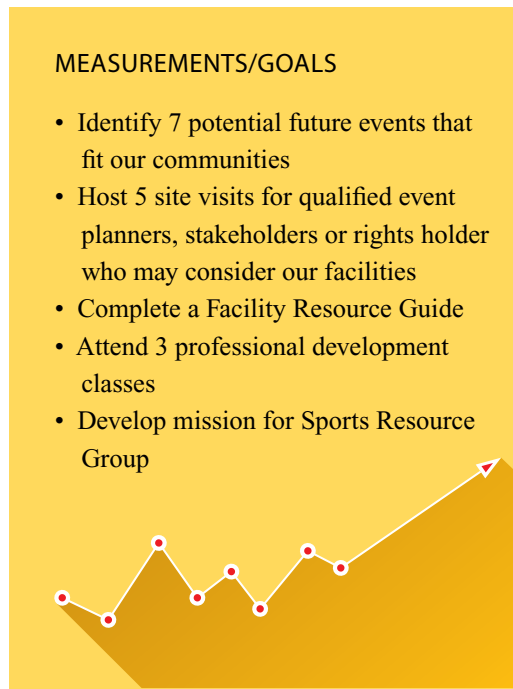 MEASUREMENTS/GOALS
• Identify 7 potential future events that
fit our communities
• Host 5 site visits for qualified event
planners, stakeholders or rights holder
who may consider our facilities
• Complete a Facility Resource Guide
• Attend 3 professional development
classes
• Develop mission for Sports Resource
Group